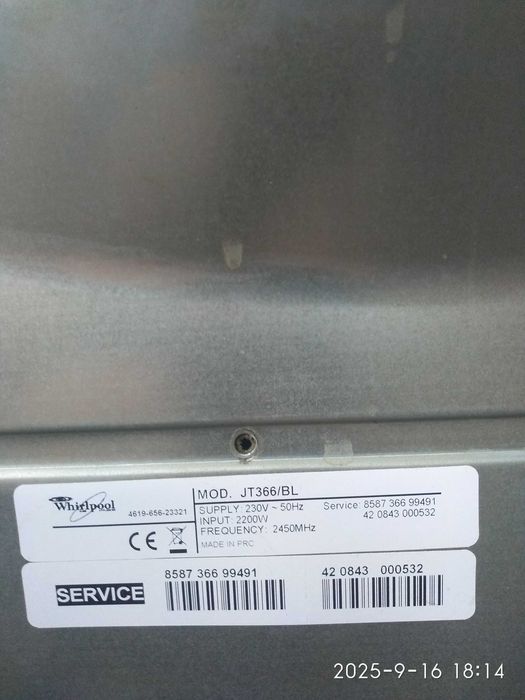 Whirlpool
4619-656-23321
CE
MOD. JT366/BL
SUPPLY: 230V ~ 50Hz
INPUT: 2200W
FREQUENCY: 2450MHz
MADE IN PRC
Service: 8587 366 99491
42 0843 000532
SERVICE
8587 366 99491
42 0843 000532
2025-9-16 18:14